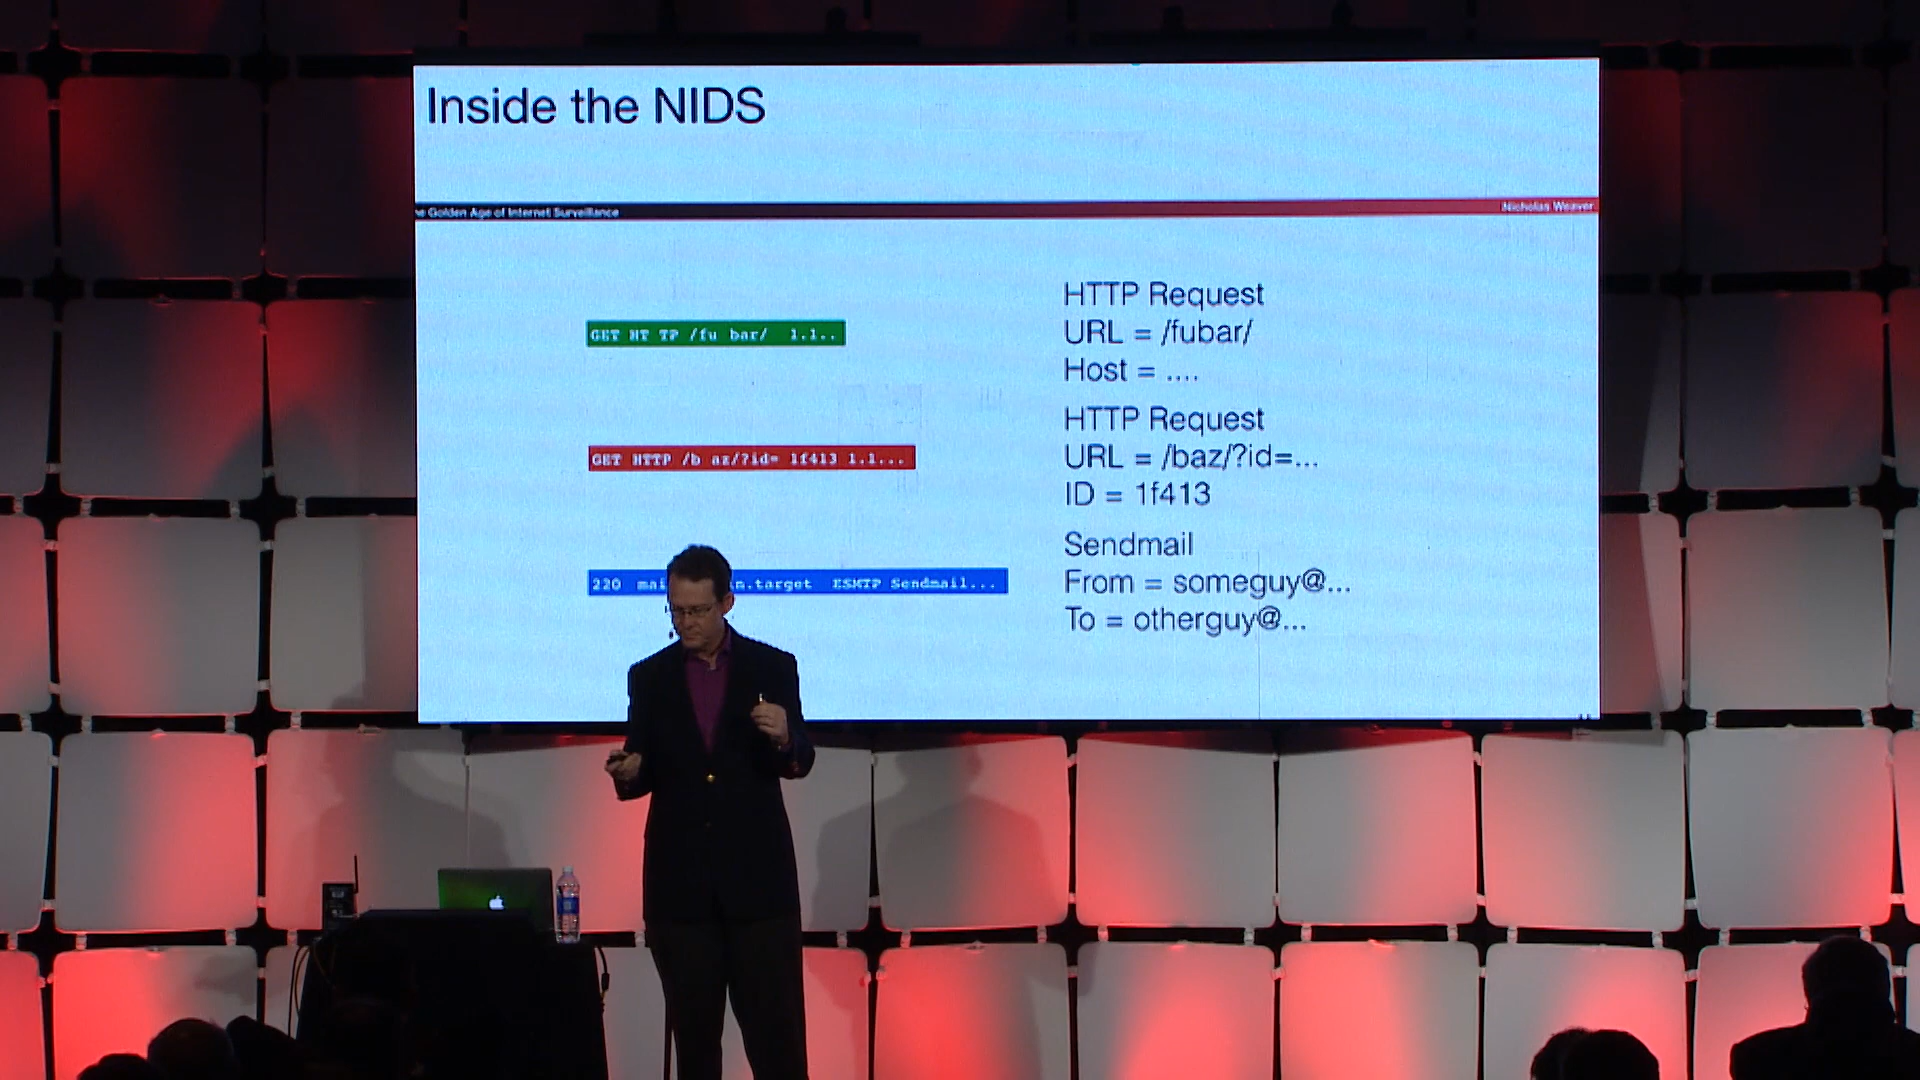 Inside the NIDS
e Golden Age of Internet Surveillance
Nicholas Weaver
GET HT TP /fu bar/ 1.1..
HTTP Request
URL = /fubar/
Host = ....
GET HTTP /b az/?id= 1f413 1.1...
HTTP Request
URL = /baz/?id=...
ID = 1f413
220 mai n.target ESMTP Sendmail...
Sendmail
From = someguy@...
To = otherguy@...